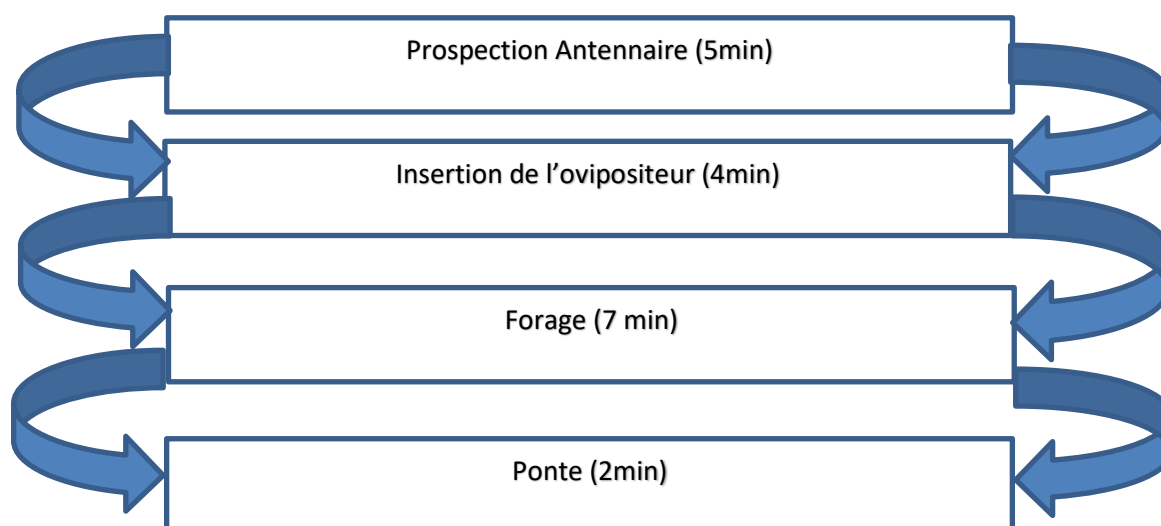 Prospection Antennaire (5min)
Insertion de l’ovipositeur (4min)
Forage (7 min)
Ponte (2min)